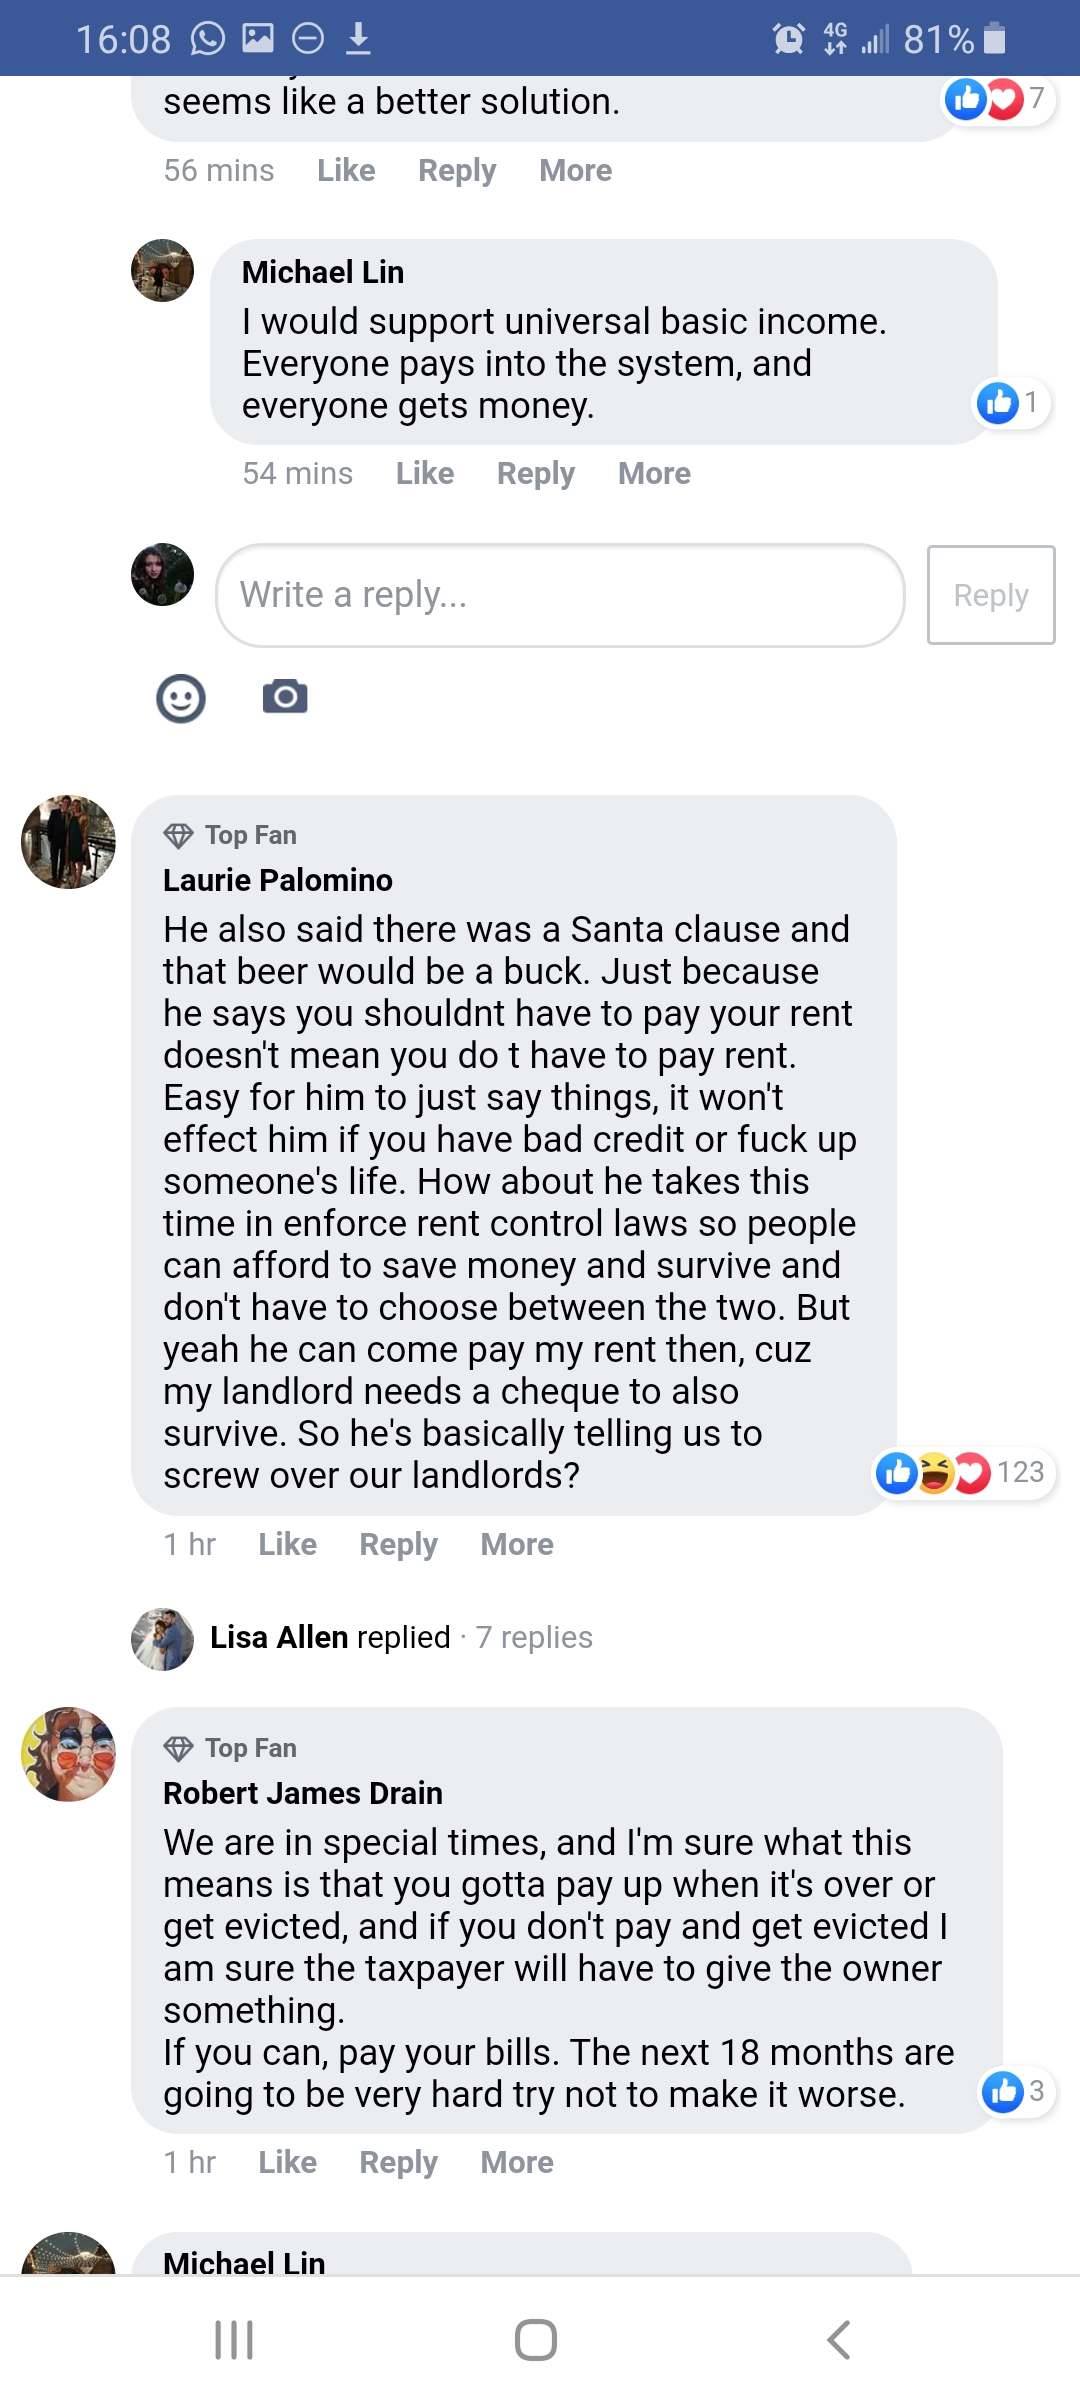 16:08 4G 81%
seems like a better solution.
7
56 mins Like Reply More
Michael Lin
I would support universal basic income.
Everyone pays into the system, and
everyone gets money.
1
54 mins Like Reply More
Write a reply...
Reply
Top Fan
Laurie Palomino
He also said there was a Santa clause and
that beer would be a buck. Just because
he says you shouldnt have to pay your rent
doesn't mean you do t have to pay rent.
Easy for him to just say things, it won't
effect him if you have bad credit or fuck up
someone's life. How about he takes this
time in enforce rent control laws so people
can afford to save money and survive and
don't have to choose between the two. But
yeah he can come pay my rent then, cuz
my landlord needs a cheque to also
survive. So he's basically telling us to
screw over our landlords?
123
1 hr Like Reply More
Lisa Allen replied · 7 replies
Top Fan
Robert James Drain
We are in special times, and I'm sure what this
means is that you gotta pay up when it's over or
get evicted, and if you don't pay and get evicted I
am sure the taxpayer will have to give the owner
something.
If you can, pay your bills. The next 18 months are
going to be very hard try not to make it worse.
3
1 hr Like Reply More
Michael Lin